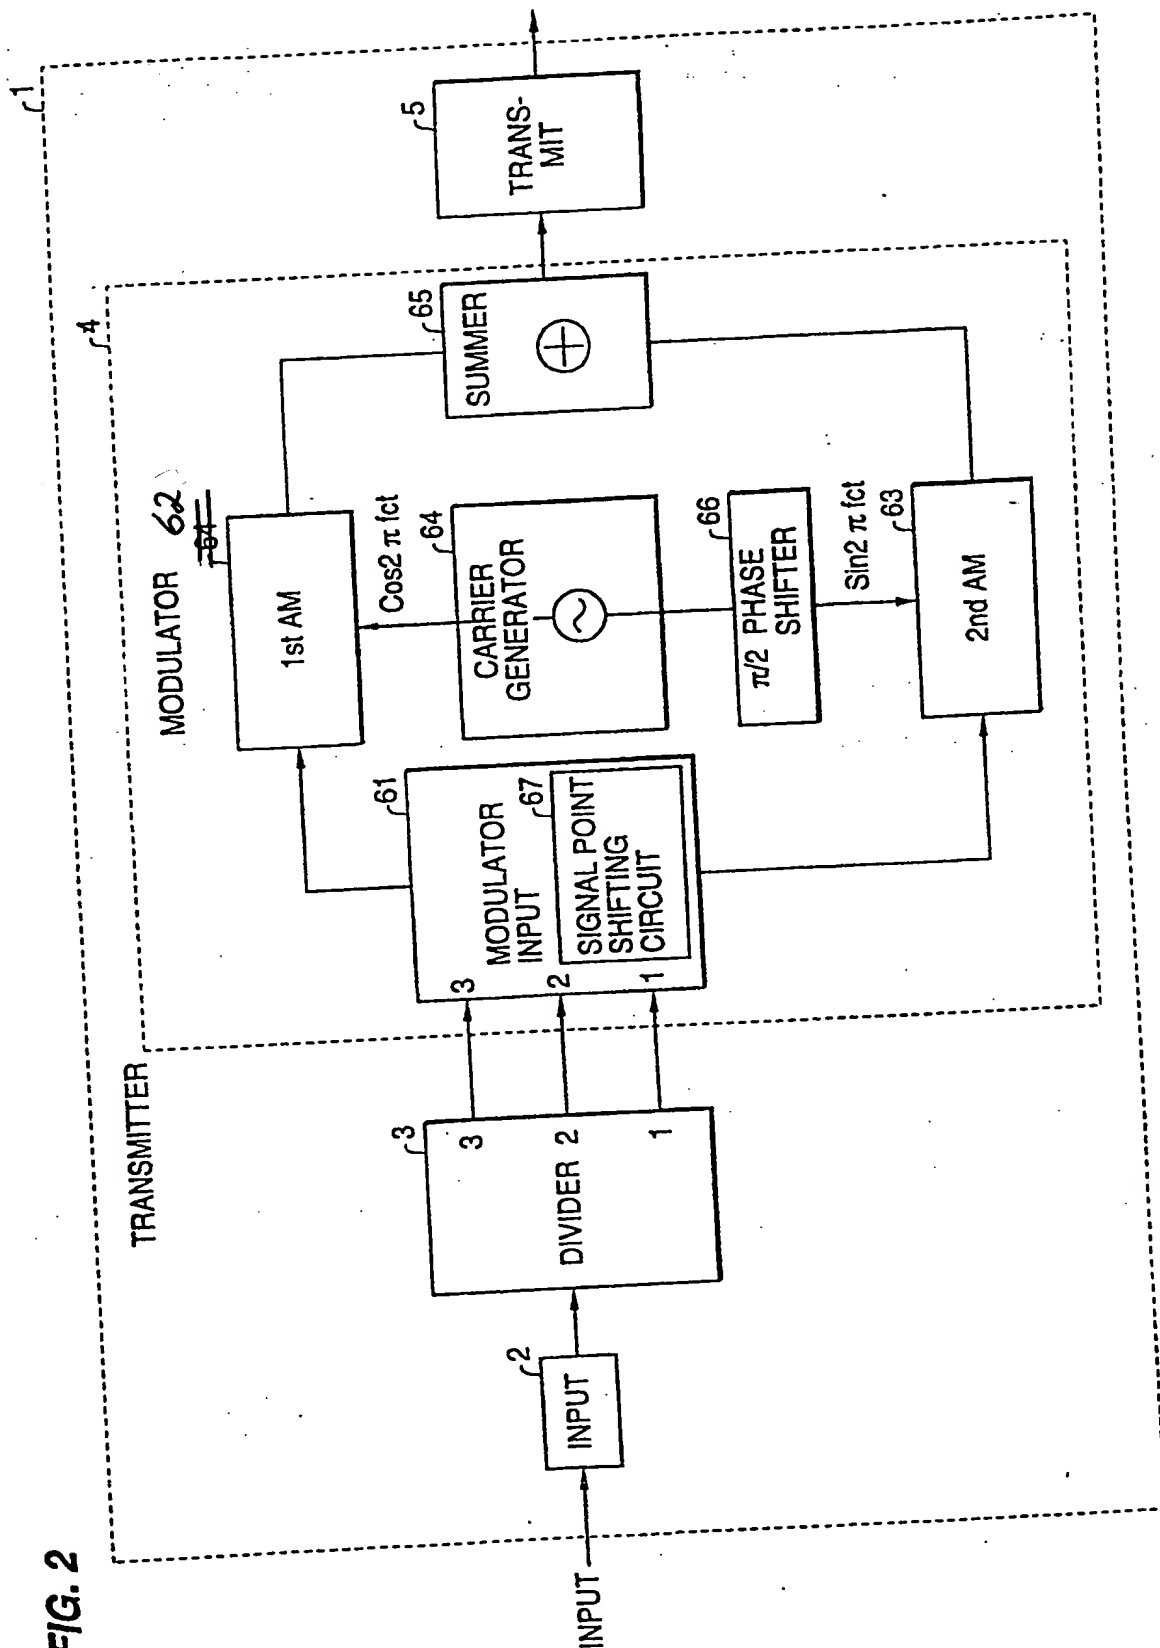 FIG. 2
TRANSMITTER
1
MODULATOR
4
INPUT
INPUT
2
DIVIDER
3
3
2
1
MODULATOR
INPUT
61
3
2
1
SIGNAL POINT
SHIFTING
CIRCUIT
67
1st AM
62
Cos2 π fct
CARRIER
GENERATOR
64
~
π/2 PHASE
SHIFTER
66
Sin2 π fct
2nd AM
63
SUMMER
65
+
TRANS-
MIT
5